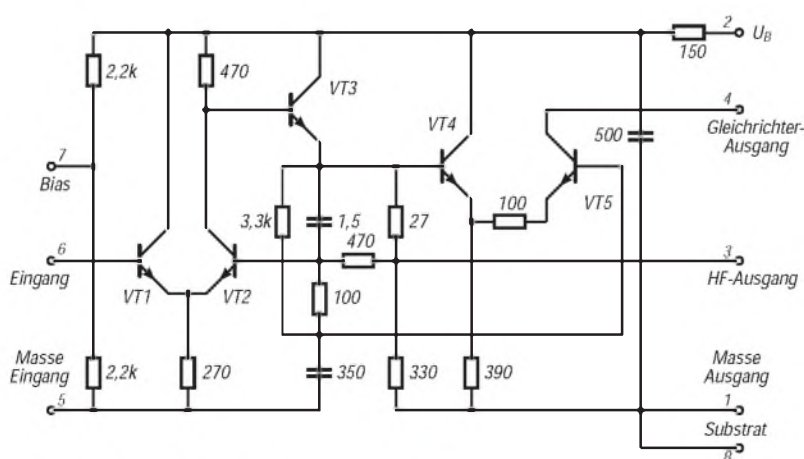 2
U_B
150
2,2k
470
VT3
4
Gleichrichter-
Ausgang
VT4
500
7
Bias
100
VT5
3,3k
1,5
27
6
Eingang
470
3
HF-Ausgang
VT1
VT2
100
Masse
Eingang
5
2,2k
270
350
330
390
Masse
Ausgang
1
Substrat
8